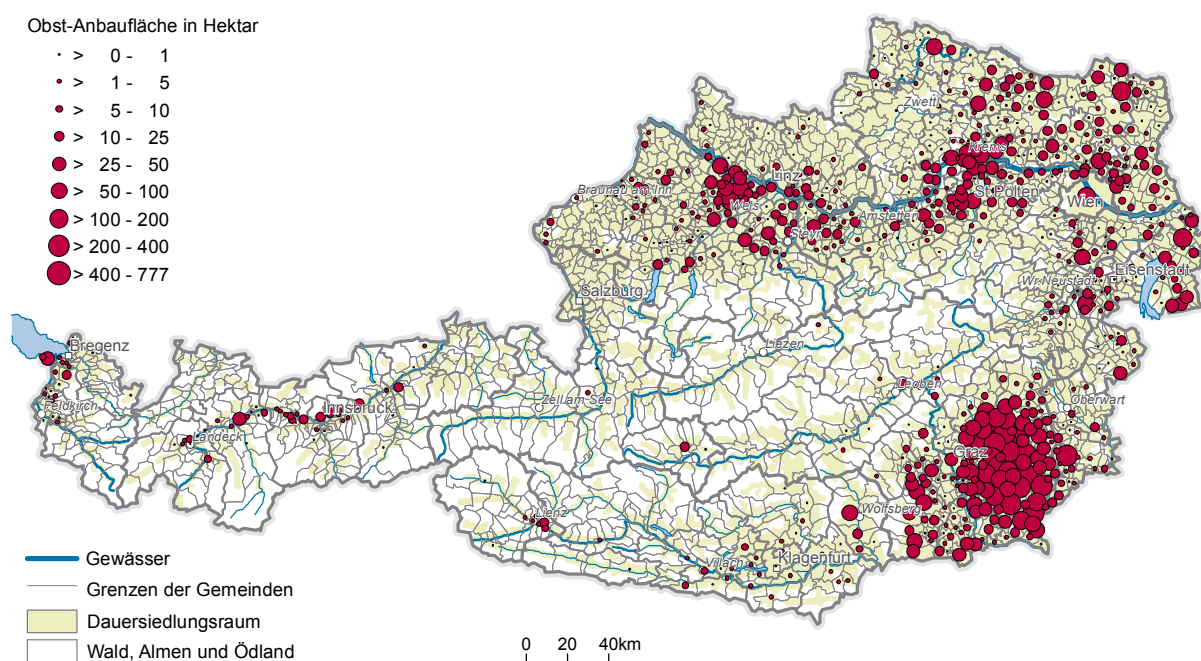 Obst-Anbaufläche in Hektar
> 0 - 1
> 1 - 5
> 5 - 10
> 10 - 25
> 25 - 50
> 50 - 100
> 100 - 200
> 200 - 400
> 400 - 777
Zwettl
Krems
Linz
Braunau am Inn
Wels
St.Pölten
Wien
Amstetten
Steyr
Eisenstadt
Wr.Neustadt
Salzburg
Bregenz
Liezen
Leoben
Zell am See
Oberwart
Feldkirch
Innsbruck
Landeck
Graz
Lienz
Wolfsberg
Villach
Klagenfurt
Gewässer
Grenzen der Gemeinden
Dauersiedlungsraum
Wald, Almen und Ödland
0 20 40km